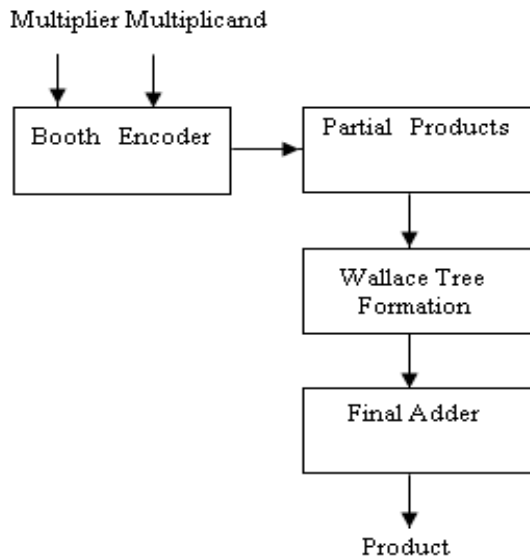 Multiplier Multiplicand
Booth Encoder
Partial Products
Wallace Tree
Formation
Final Adder
Product